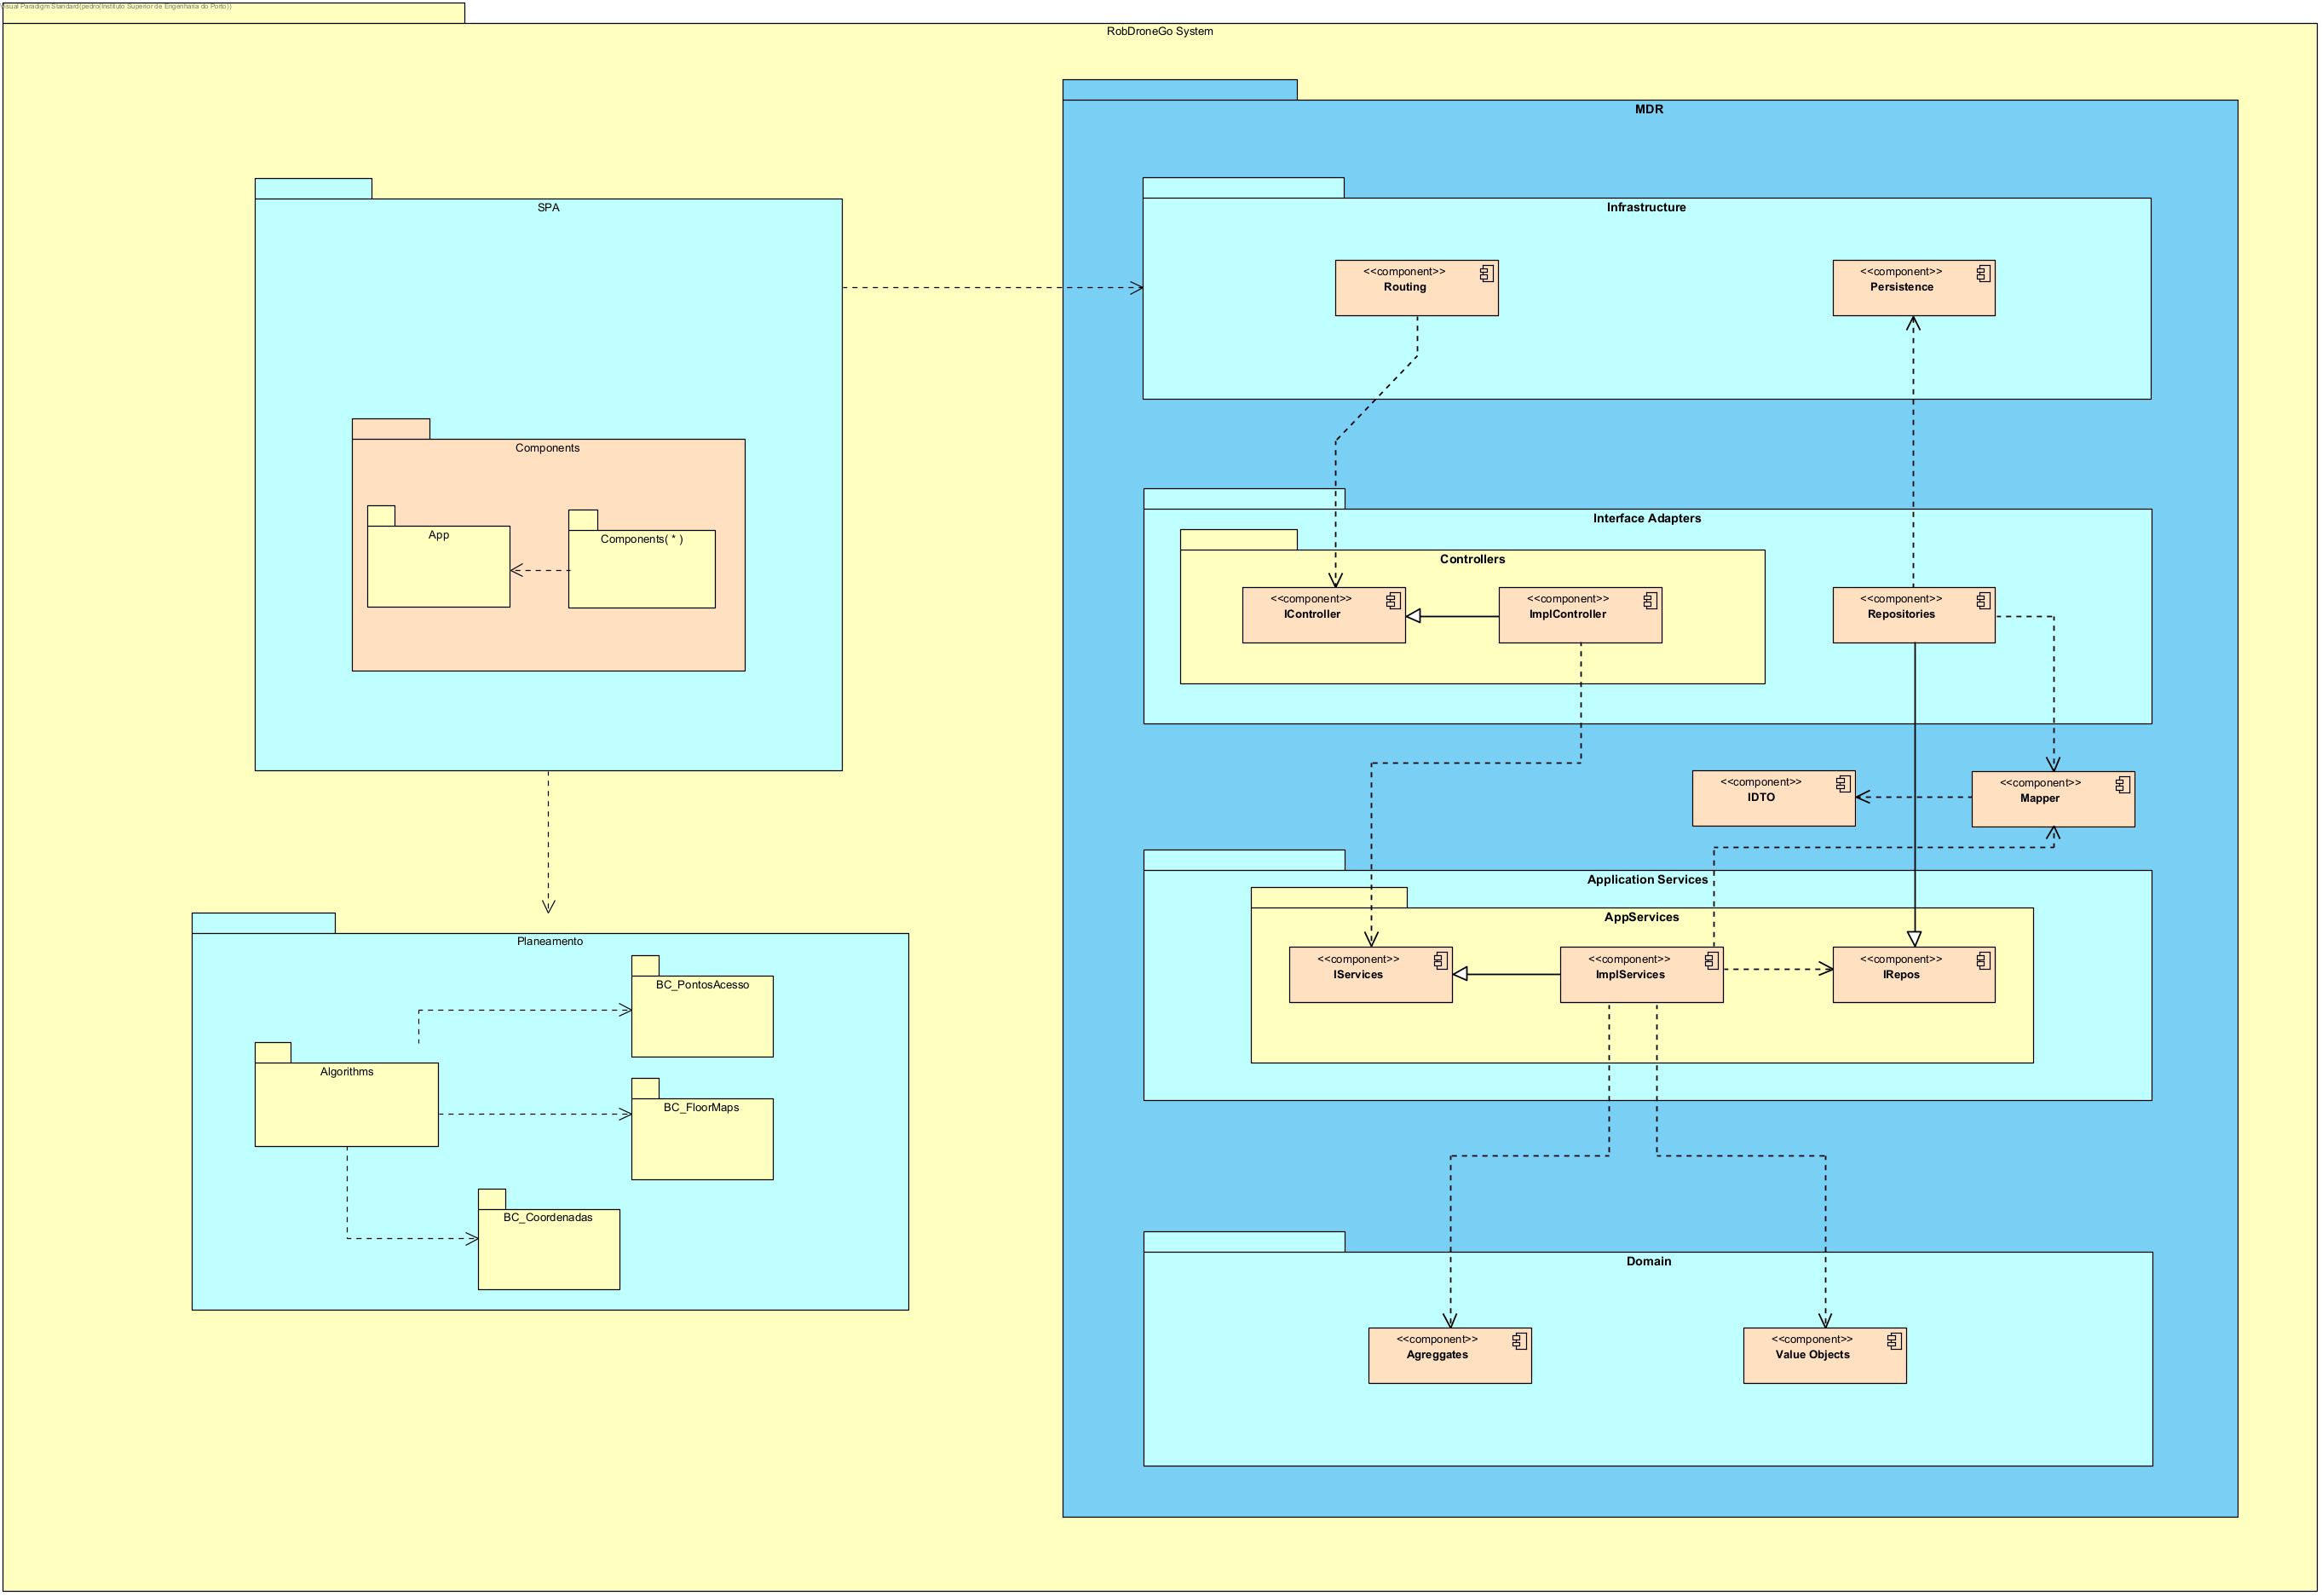 Visual Paradigm Standard(pedro(Instituto Superior de Engenharia do Porto))
RobDroneGo System
MDR
SPA
Infrastructure
<<component>>
Routing
<<component>>
Persistence
Components
App
Components( * )
Interface Adapters
Controllers
<<component>>
IController
<<component>>
ImplController
<<component>>
Repositories
<<component>>
IDTO
<<component>>
Mapper
Application Services
AppServices
<<component>>
IServices
<<component>>
ImplServices
<<component>>
IRepos
Planeamento
BC_PontosAcesso
Algorithms
BC_FloorMaps
BC_Coordenadas
Domain
<<component>>
Agreggates
<<component>>
Value Objects